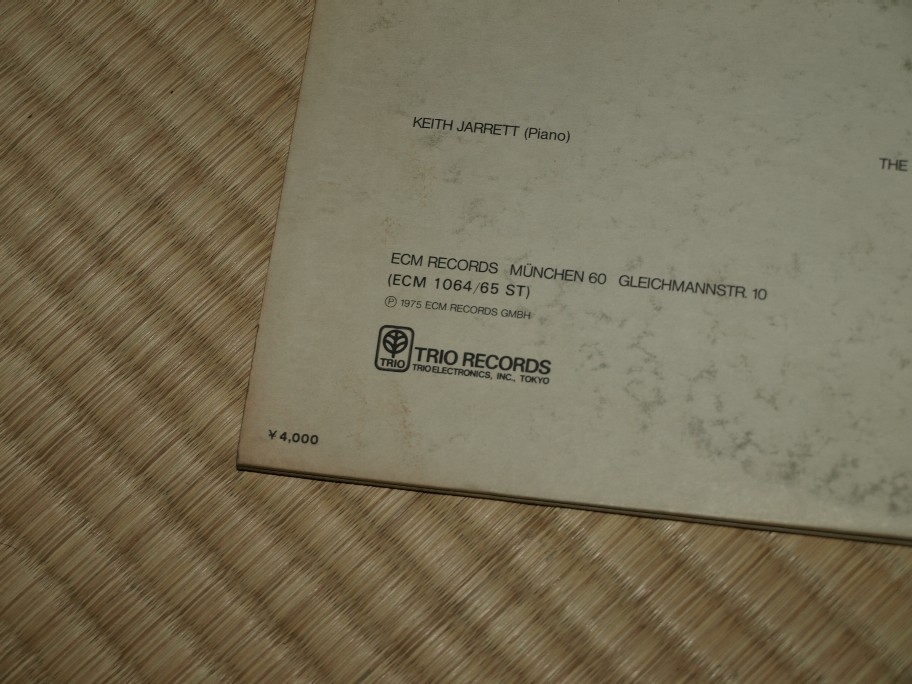 KEITH JARRETT (Piano)
THE
ECM RECORDS MÜNCHEN 60 GLEICHMANNSTR. 10
(ECM 1064/65 ST)
Ⓟ 1975 ECM RECORDS GMBH
TRIO
TRIO RECORDS
TRIO ELECTRONICS, INC., TOKYO
¥4,000